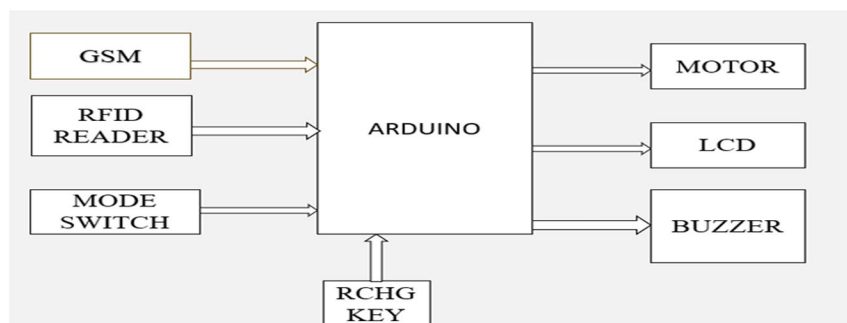 GSM
RFID
READER
MODE
SWITCH
ARDUINO
RCHG
KEY
MOTOR
LCD
BUZZER